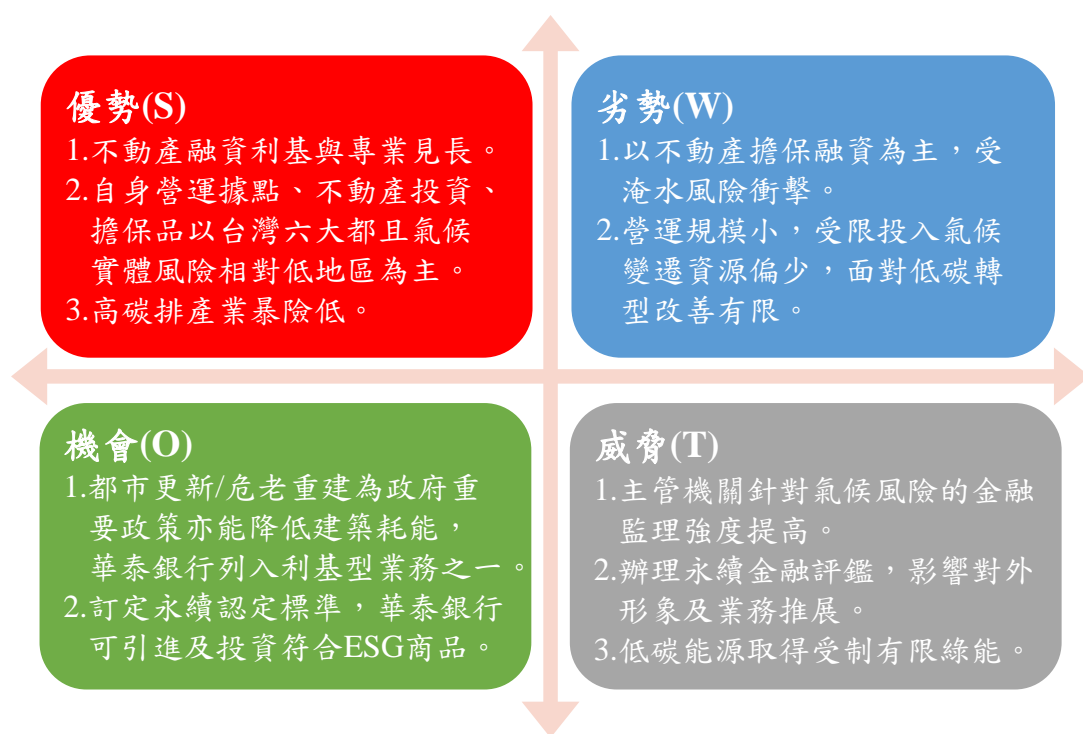 優勢(S)
1.不動產融資利基與專業見長。
2.自身營運據點、不動產投資、
擔保品以台灣六大都且氣候
實體風險相對低地區為主。
3.高碳排產業暴險低。
劣勢(W)
1.以不動產擔保融資為主，受
淹水風險衝擊。
2.營運規模小，受限投入氣候
變遷資源偏少，面對低碳轉
型改善有限。
機會(O)
1.都市更新/危老重建為政府重
要政策亦能降低建築耗能，
華泰銀行列入利基型業務之一。
2.訂定永續認定標準，華泰銀行
可引進及投資符合ESG商品。
威脅(T)
1.主管機關針對氣候風險的金融
監理強度提高。
2.辦理永續金融評鑑，影響對外
形象及業務推展。
3.低碳能源取得受制有限綠能。